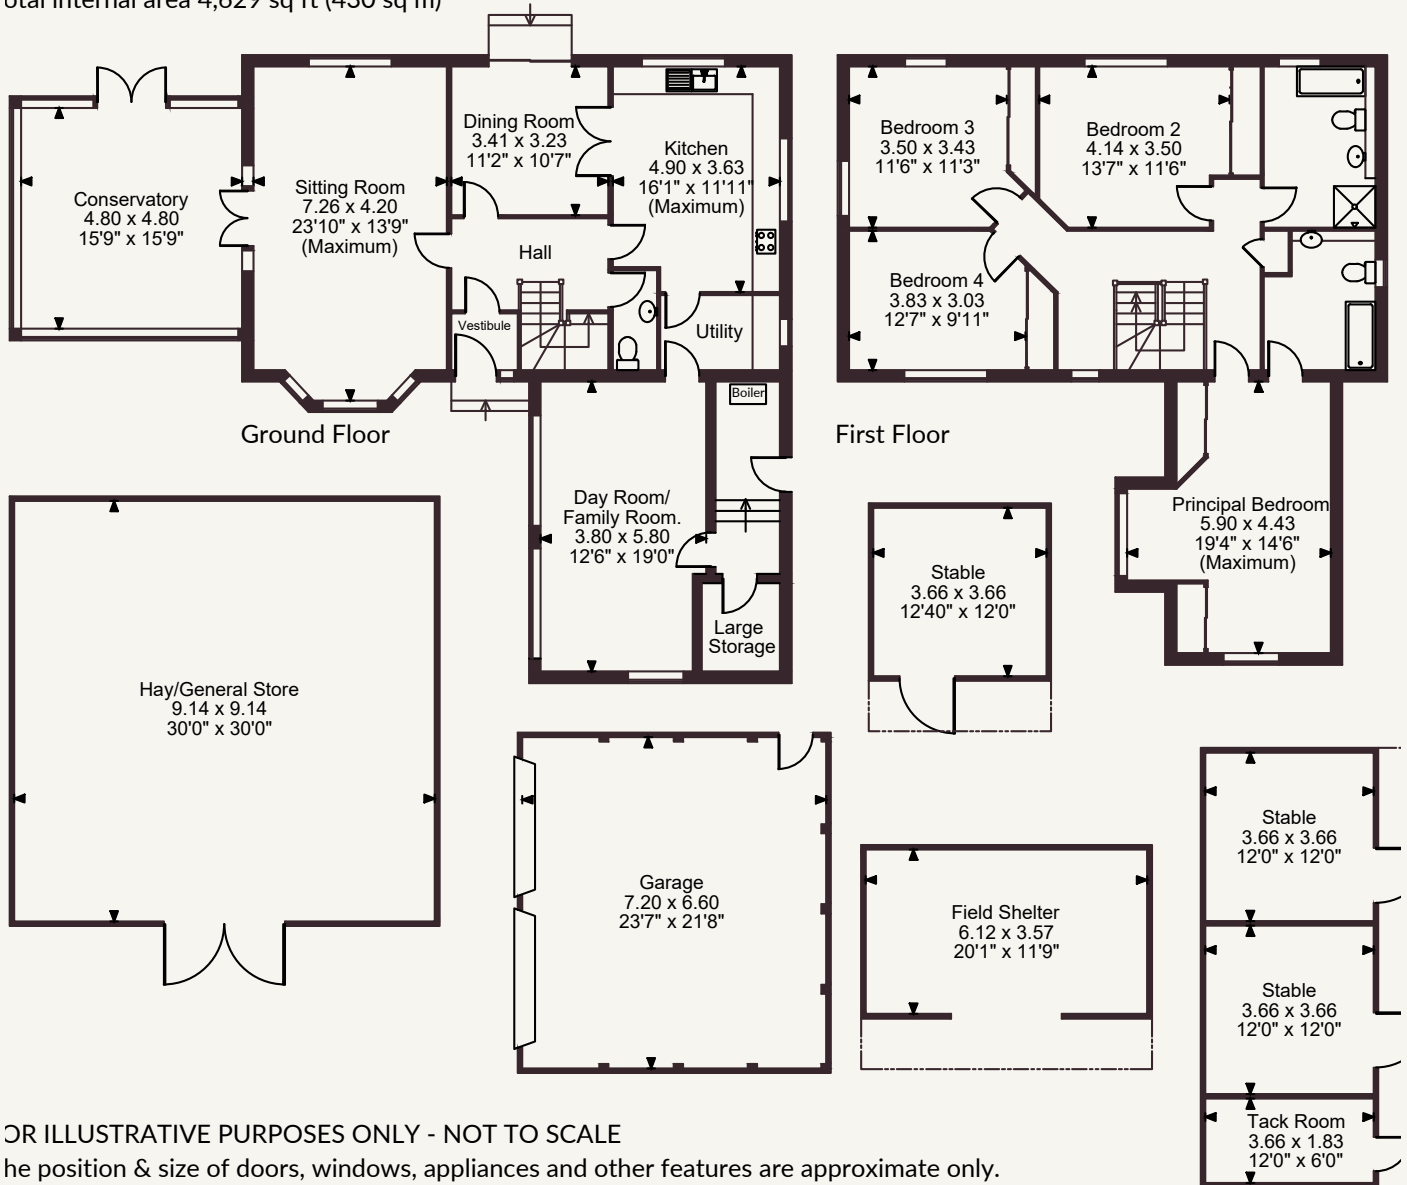 otal internal area 4,629 sq ft (430 sq m)
Conservatory
4.80 x 4.80
15'9" x 15'9"
Sitting Room
7.26 x 4.20
23'10" x 13'9"
(Maximum)
Dining Room
3.41 x 3.23
11'2" x 10'7"
Kitchen
4.90 x 3.63
16'1" x 11'11"
(Maximum)
Hall
Vestibule
Utility
Boiler
Day Room/
Family Room.
3.80 x 5.80
12'6" x 19'0"
Large
Storage
Ground Floor
Bedroom 3
3.50 x 3.43
11'6" x 11'3"
Bedroom 2
4.14 x 3.50
13'7" x 11'6"
Bedroom 4
3.83 x 3.03
12'7" x 9'11"
Principal Bedroom
5.90 x 4.43
19'4" x 14'6"
(Maximum)
First Floor
Stable
3.66 x 3.66
12'40" x 12'0"
Hay/General Store
9.14 x 9.14
30'0" x 30'0"
Garage
7.20 x 6.60
23'7" x 21'8"
Field Shelter
6.12 x 3.57
20'1" x 11'9"
Stable
3.66 x 3.66
12'0" x 12'0"
Stable
3.66 x 3.66
12'0" x 12'0"
Tack Room
3.66 x 1.83
12'0" x 6'0"
OR ILLUSTRATIVE PURPOSES ONLY - NOT TO SCALE
he position & size of doors, windows, appliances and other features are approximate only.